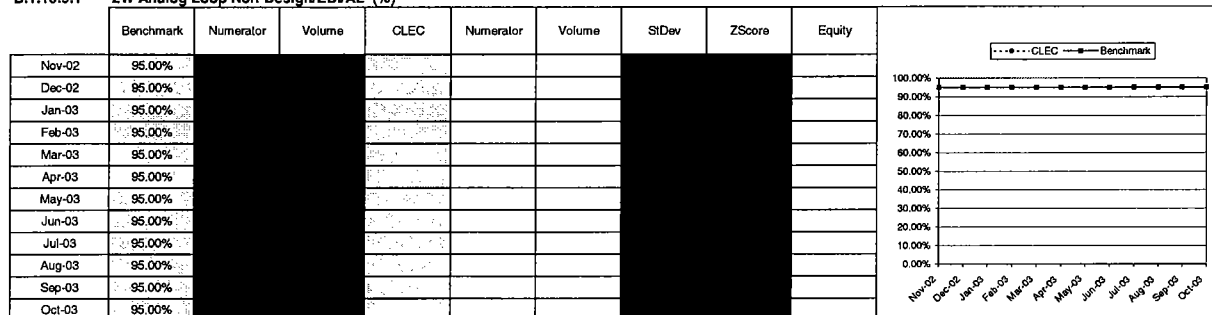 2W Analog Loop Non-Design (%)
Benchmark Numerator Volume CLEC Numerator Volume StDev ZScore Equity
Nov-02 95.00%
Dec-02 95.00%
Jan-03 95.00%
Feb-03 95.00%
Mar-03 95.00%
Apr-03 95.00%
May-03 95.00%
Jun-03 95.00%
Jul-03 95.00%
Aug-03 95.00%
Sep-03 95.00%
Oct-03 95.00%
CLEC Benchmark
100.00%
90.00%
80.00%
70.00%
60.00%
50.00%
40.00%
30.00%
20.00%
10.00%
0.00%
Nov-02 Dec-02 Jan-03 Feb-03 Mar-03 Apr-03 May-03 Jun-03 Jul-03 Aug-03 Sep-03 Oct-03